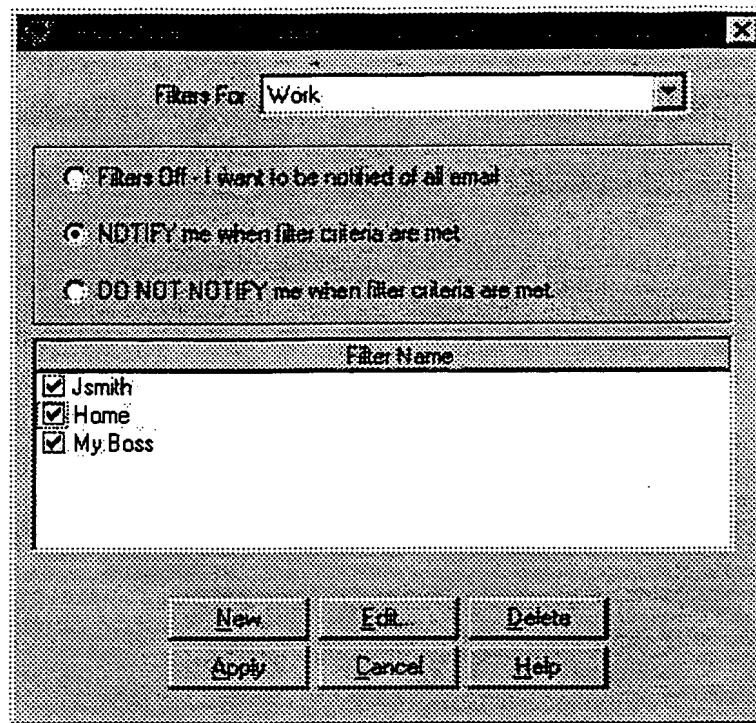 Filters For Work
Filters Off - I want to be notified of all email
NOTIFY me when filter criteria are met
DO NOT NOTIFY me when filter criteria are met.
Filter Name
Jsmith
Home
My Boss
New Edit... Delete
Apply Cancel Help